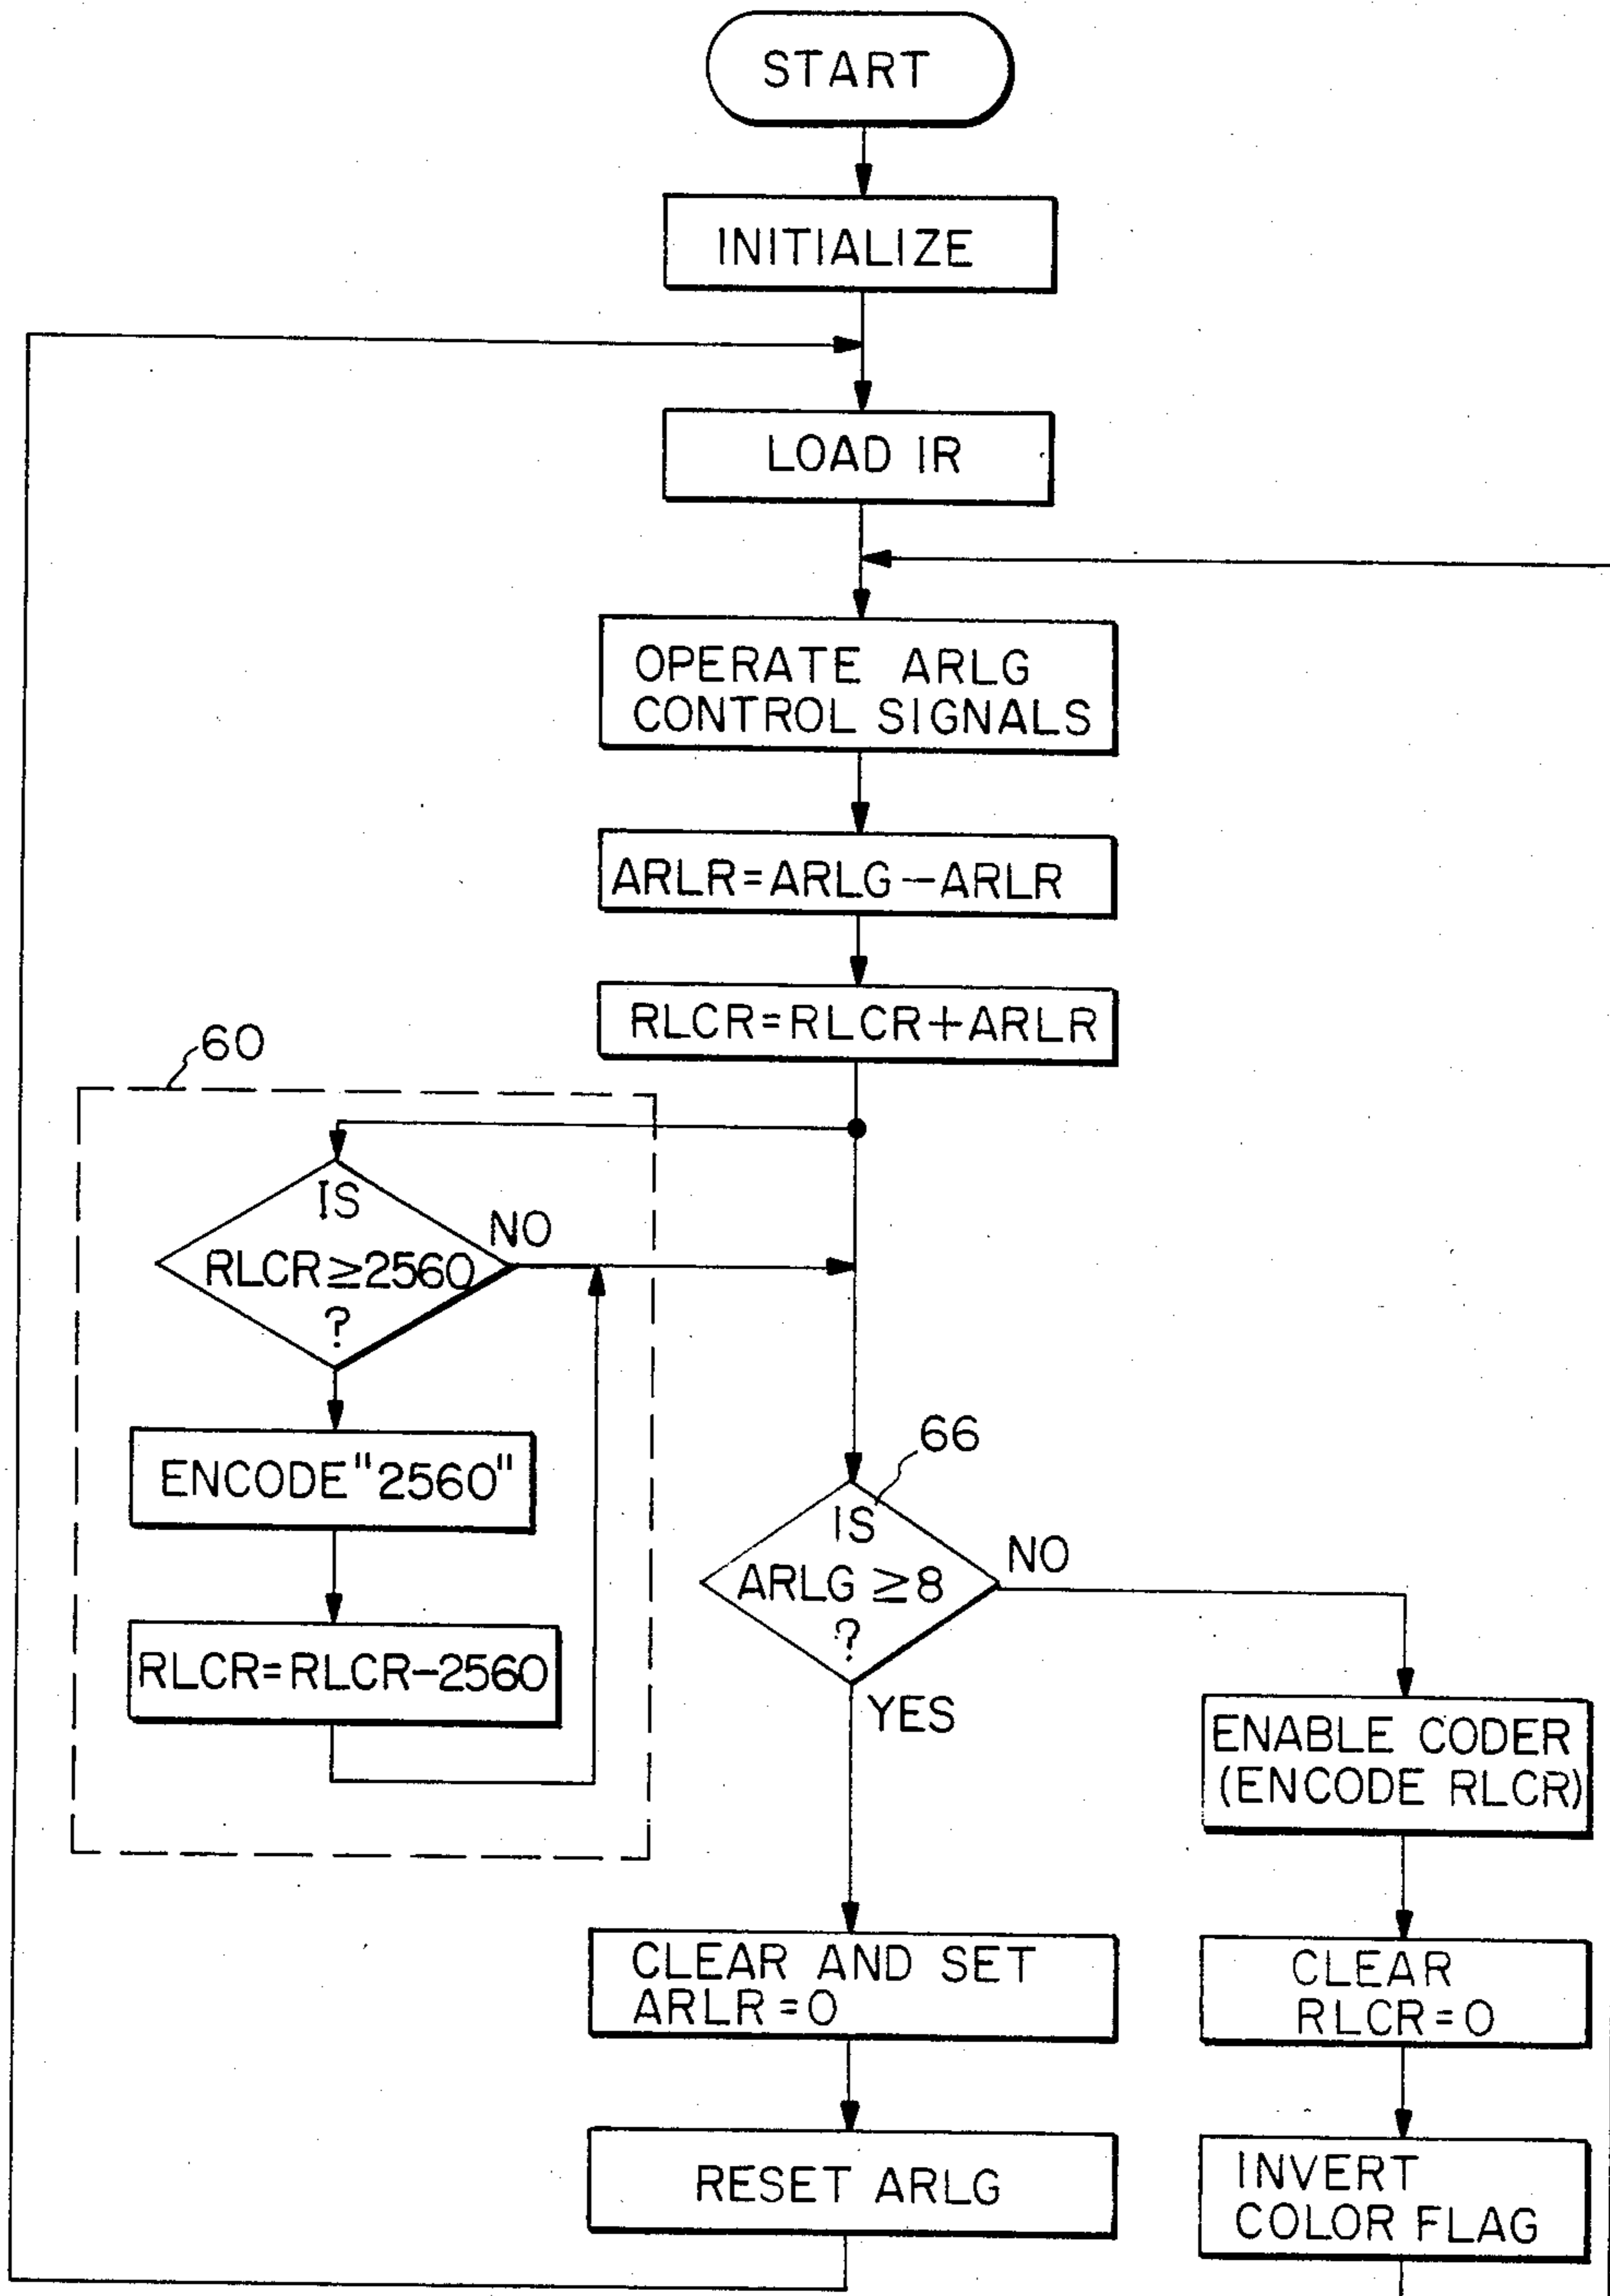 START
INITIALIZE
LOAD IR
OPERATE ARLG
CONTROL SIGNALS
ARLR=ARLG-ARLR
RLCR=RLCR+ARLR
60
IS
RLCR≥2560
?
NO
ENCODE "2560"
RLCR=RLCR-2560
66
IS
ARLG ≥8
?
NO
YES
ENABLE CODER
(ENCODE RLCR)
CLEAR AND SET
ARLR=0
CLEAR
RLCR=0
RESET ARLG
INVERT
COLOR FLAG